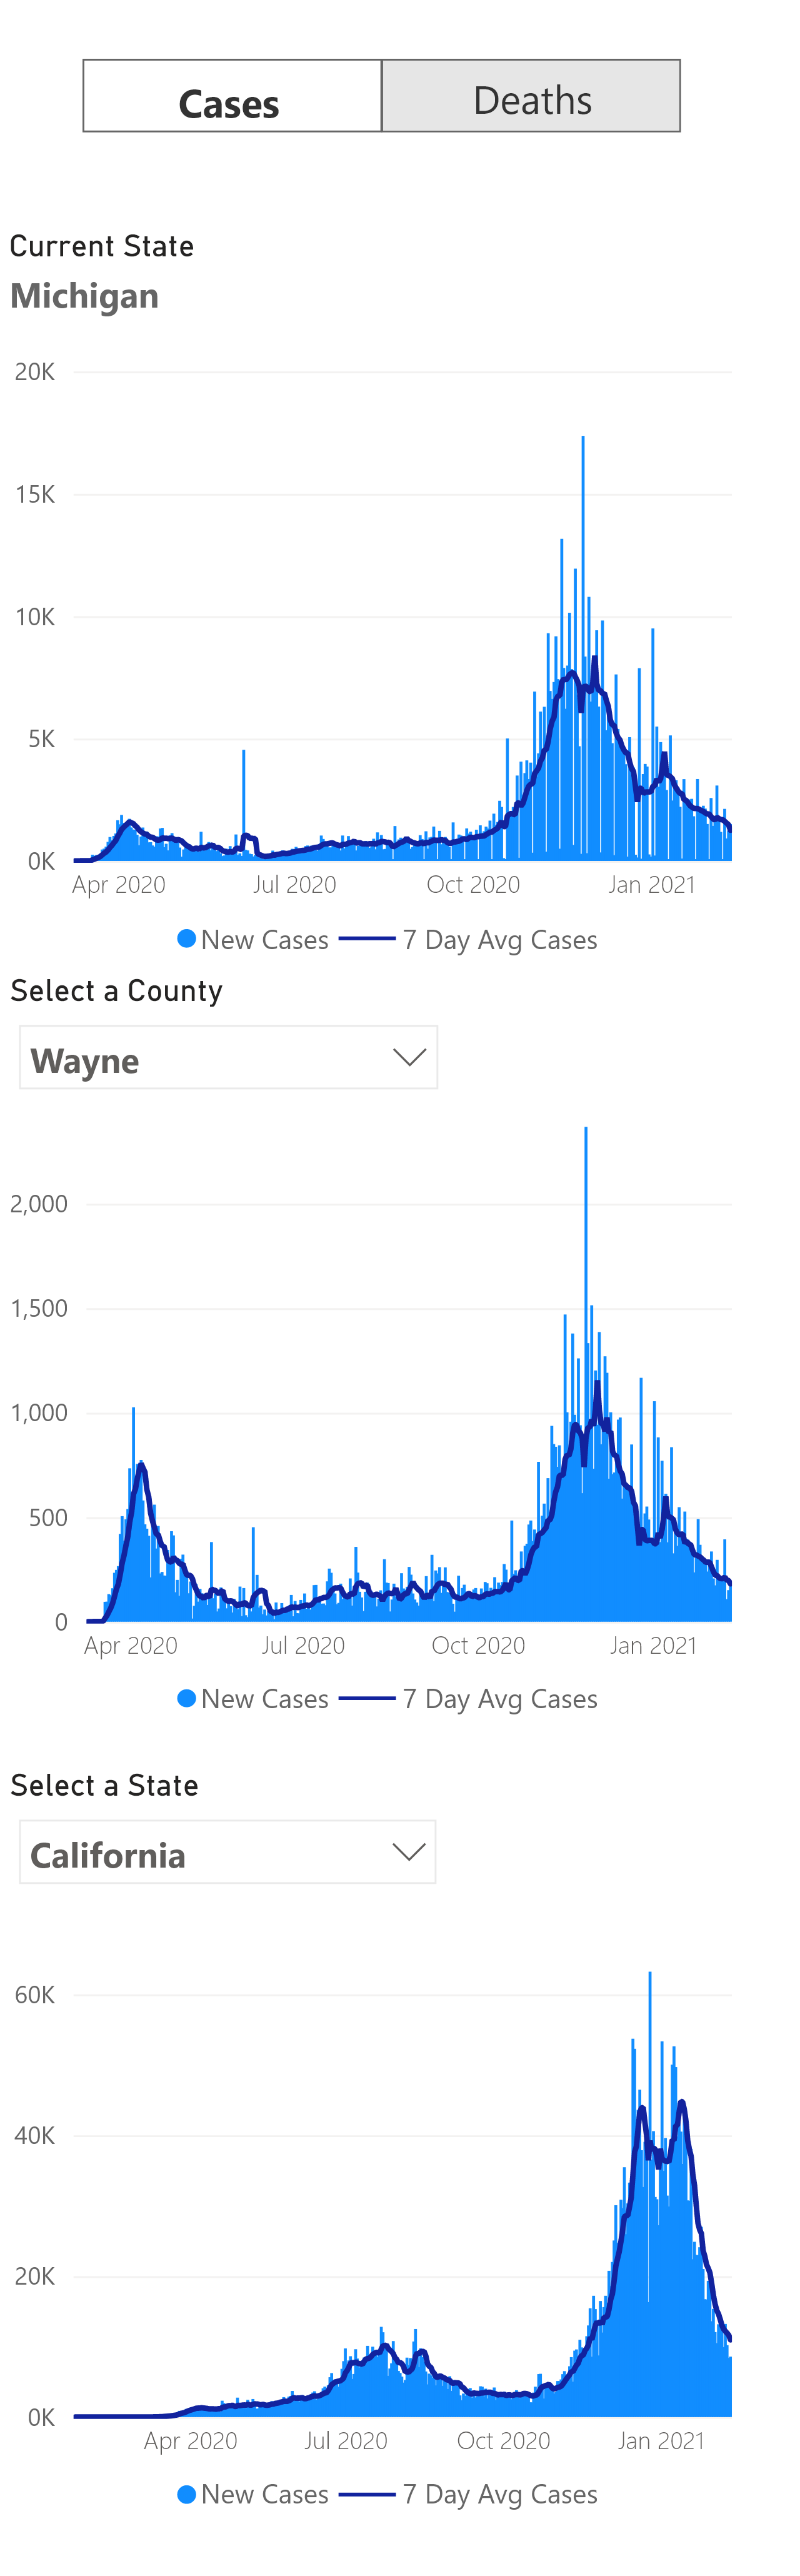 Cases Deaths
Current State
Michigan
20K
15K
10K
5K
0K
Apr 2020 Jul 2020 Oct 2020 Jan 2021
New Cases 7 Day Avg Cases
Select a County
Wayne
2,000
1,500
1,000
500
0
Apr 2020 Jul 2020 Oct 2020 Jan 2021
New Cases 7 Day Avg Cases
Select a State
California
60K
40K
20K
0K
Apr 2020 Jul 2020 Oct 2020 Jan 2021
New Cases 7 Day Avg Cases